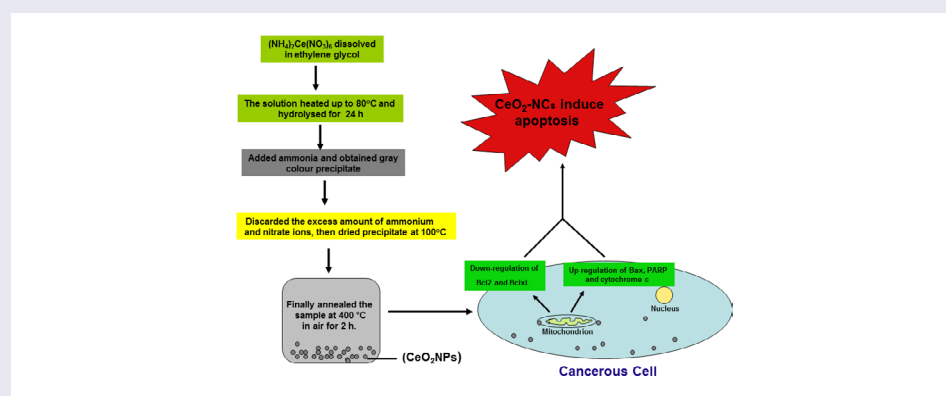 (NH₄)₂Ce(NO₃)₆ dissolved
in ethylene glycol
The solution heated up to 80°C and
hydrolysed for 24 h
Added ammonia and obtained gray
colour precipitate
Discarded the excess amount of ammonium
and nitrate ions, then dried precipitate at 100°C
Finally annealed the
sample at 400 °C
in air for 2 h.
(CeO₂NPs)
CeO₂-NCs induce
apoptosis
Down-regulation of
Bcl2 and Bclxl
Up regulation of Bax, PARP
and cytochrome c
Nucleus
Mitochondrion
Cancerous Cell